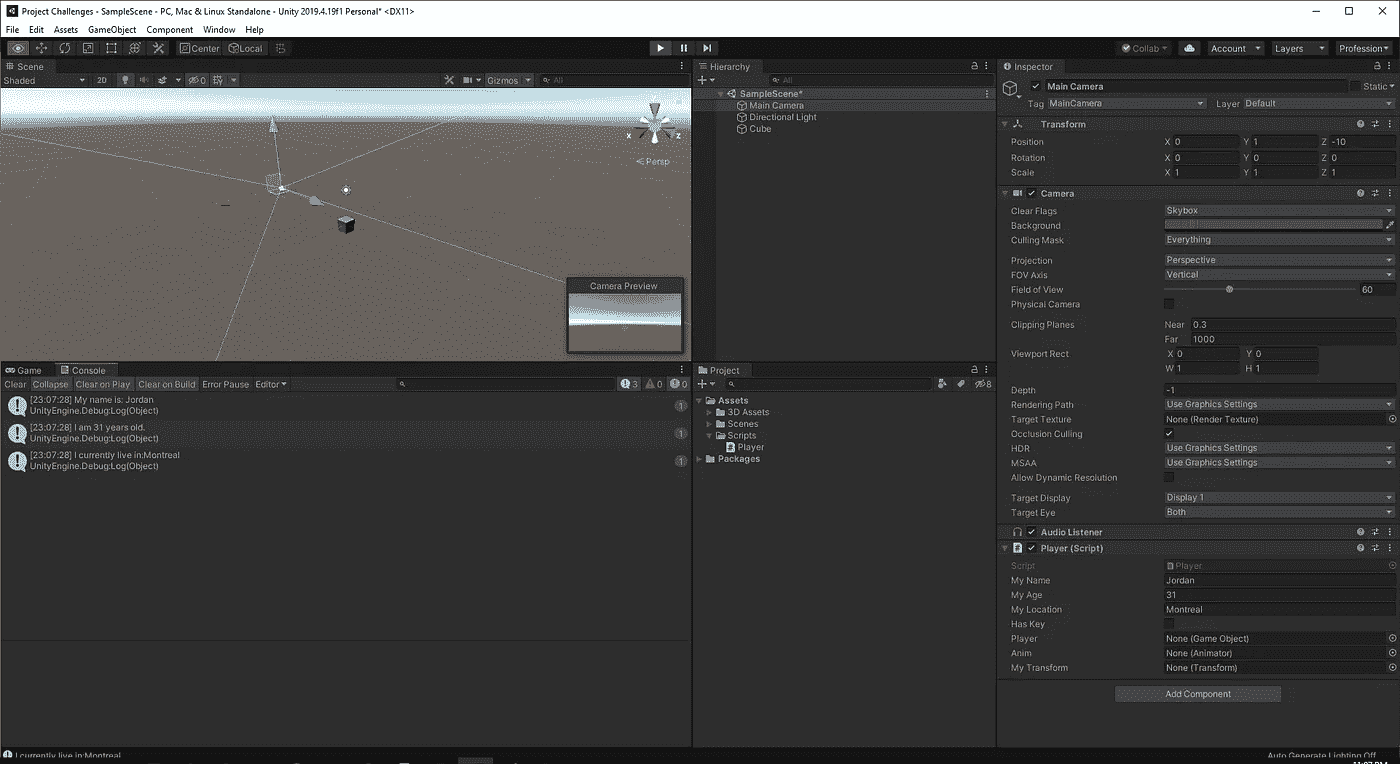 Project Challenges - SampleScene - PC, Mac & Linux Standalone - Unity 2019.4.19f1 Personal* <DX11>
File Edit Assets GameObject Component Window Help
Center Local Collab Account Layers Profession
Scene
Shaded 2D 0 Gizmos All
x z
Persp
Camera Preview
Game Console
Clear Collapse Clear on Play Clear on Build Error Pause Editor 3 0 0
[23:07:28] My name is: Jordan
UnityEngine.Debug:Log(Object)
1
[23:07:28] I am 31 years old.
UnityEngine.Debug:Log(Object)
1
[23:07:28] I currently live in:Montreal
UnityEngine.Debug:Log(Object)
1
Hierarchy
All
SampleScene*
Main Camera
Directional Light
Cube
Project
8
Assets
3D Assets
Scenes
Scripts
Player
Packages
Inspector
Main Camera Static
Tag MainCamera Layer Default
Transform
Position X 0 Y 1 Z -10
Rotation X 0 Y 0 Z 0
Scale X 1 Y 1 Z 1
Camera
Clear Flags Skybox
Background
Culling Mask Everything
Projection Perspective
FOV Axis Vertical
Field of View 60
Physical Camera
Clipping Planes Near 0.3
Far 1000
Viewport Rect X 0 Y 0
W 1 H 1
Depth -1
Rendering Path Use Graphics Settings
Target Texture None (Render Texture)
Occlusion Culling
HDR Use Graphics Settings
MSAA Use Graphics Settings
Allow Dynamic Resolution
Target Display Display 1
Target Eye Both
Audio Listener
Player (Script)
Script Player
My Name Jordan
My Age 31
My Location Montreal
Has Key
Player None (Game Object)
Anim None (Animator)
My Transform None (Transform)
Add Component
I currently live in:Montreal
Auto Generate Lighting Off
11:07 PM